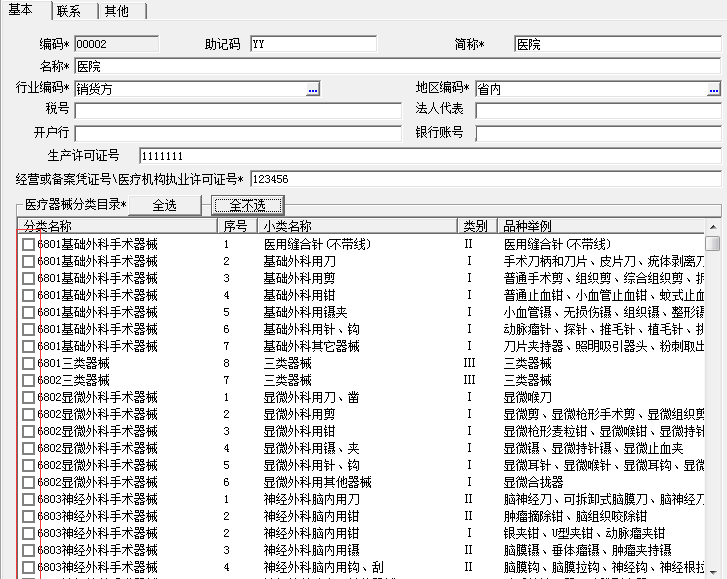 基本 联系 其他
编码* 00002 助记码 YY 简称* 医院
名称* 医院
行业编码* 销货方 ... 地区编码* 省内 ...
税号 法人代表
开户行 银行账号
生产许可证号 1111111
经营或备案凭证号\医疗机构执业许可证号* 123456
医疗器械分类目录* 全选 全不选
分类名称 序号 小类名称 类别 品种举例
6801基础外科手术器械 1 医用缝合针(不带线) II 医用缝合针(不带线)
6801基础外科手术器械 2 基础外科用刀 I 手术刀柄和刀片、皮片刀、疣体剥离刀
6801基础外科手术器械 3 基础外科用剪 I 普通手术剪、组织剪、综合组织剪、拆
6801基础外科手术器械 4 基础外科用钳 I 普通止血钳、小血管止血钳、蚊式止血
6801基础外科手术器械 5 基础外科用镊夹 I 小血管镊、无损伤镊、组织镊、整形镊
6801基础外科手术器械 6 基础外科用针、钩 I 动脉瘤针、探针、推毛针、植毛针、挑
6801基础外科手术器械 7 基础外科其它器械 I 刀片夹持器、照明吸引器头、粉刺取出
6801三类器械 8 三类器械 III 三类器械
6802三类器械 7 三类器械 III 三类器械
6802显微外科手术器械 1 显微外科用刀、凿 I 显微喉刀
6802显微外科手术器械 2 显微外科用剪 I 显微剪、显微枪形手术剪、显微组织剪
6802显微外科手术器械 3 显微外科用钳 I 显微枪形麦粒钳、显微喉钳、显微持针
6802显微外科手术器械 4 显微外科用镊、夹 I 显微镊、显微持针镊、显微止血夹
6802显微外科手术器械 5 显微外科用针、钩 I 显微耳针、显微喉针、显微耳钩、显微
6802显微外科手术器械 6 显微外科用其他器械 I 显微合拢器
6803神经外科手术器械 1 神经外科脑内用刀 II 脑神经刀、可拆卸式脑膜刀、脑神经刀
6803神经外科手术器械 2 神经外科脑内用钳 II 肿瘤摘除钳、脑组织咬除钳
6803神经外科手术器械 2 神经外科脑内用钳 I 银夹钳、U型夹钳、动脉瘤夹钳
6803神经外科手术器械 3 神经外科脑内用镊 II 脑膜镊、垂体瘤镊、肿瘤夹持镊
6803神经外科手术器械 4 神经外科脑内用钩、刮 II 脑膜钩、脑膜拉钩、神经钩、神经根拉